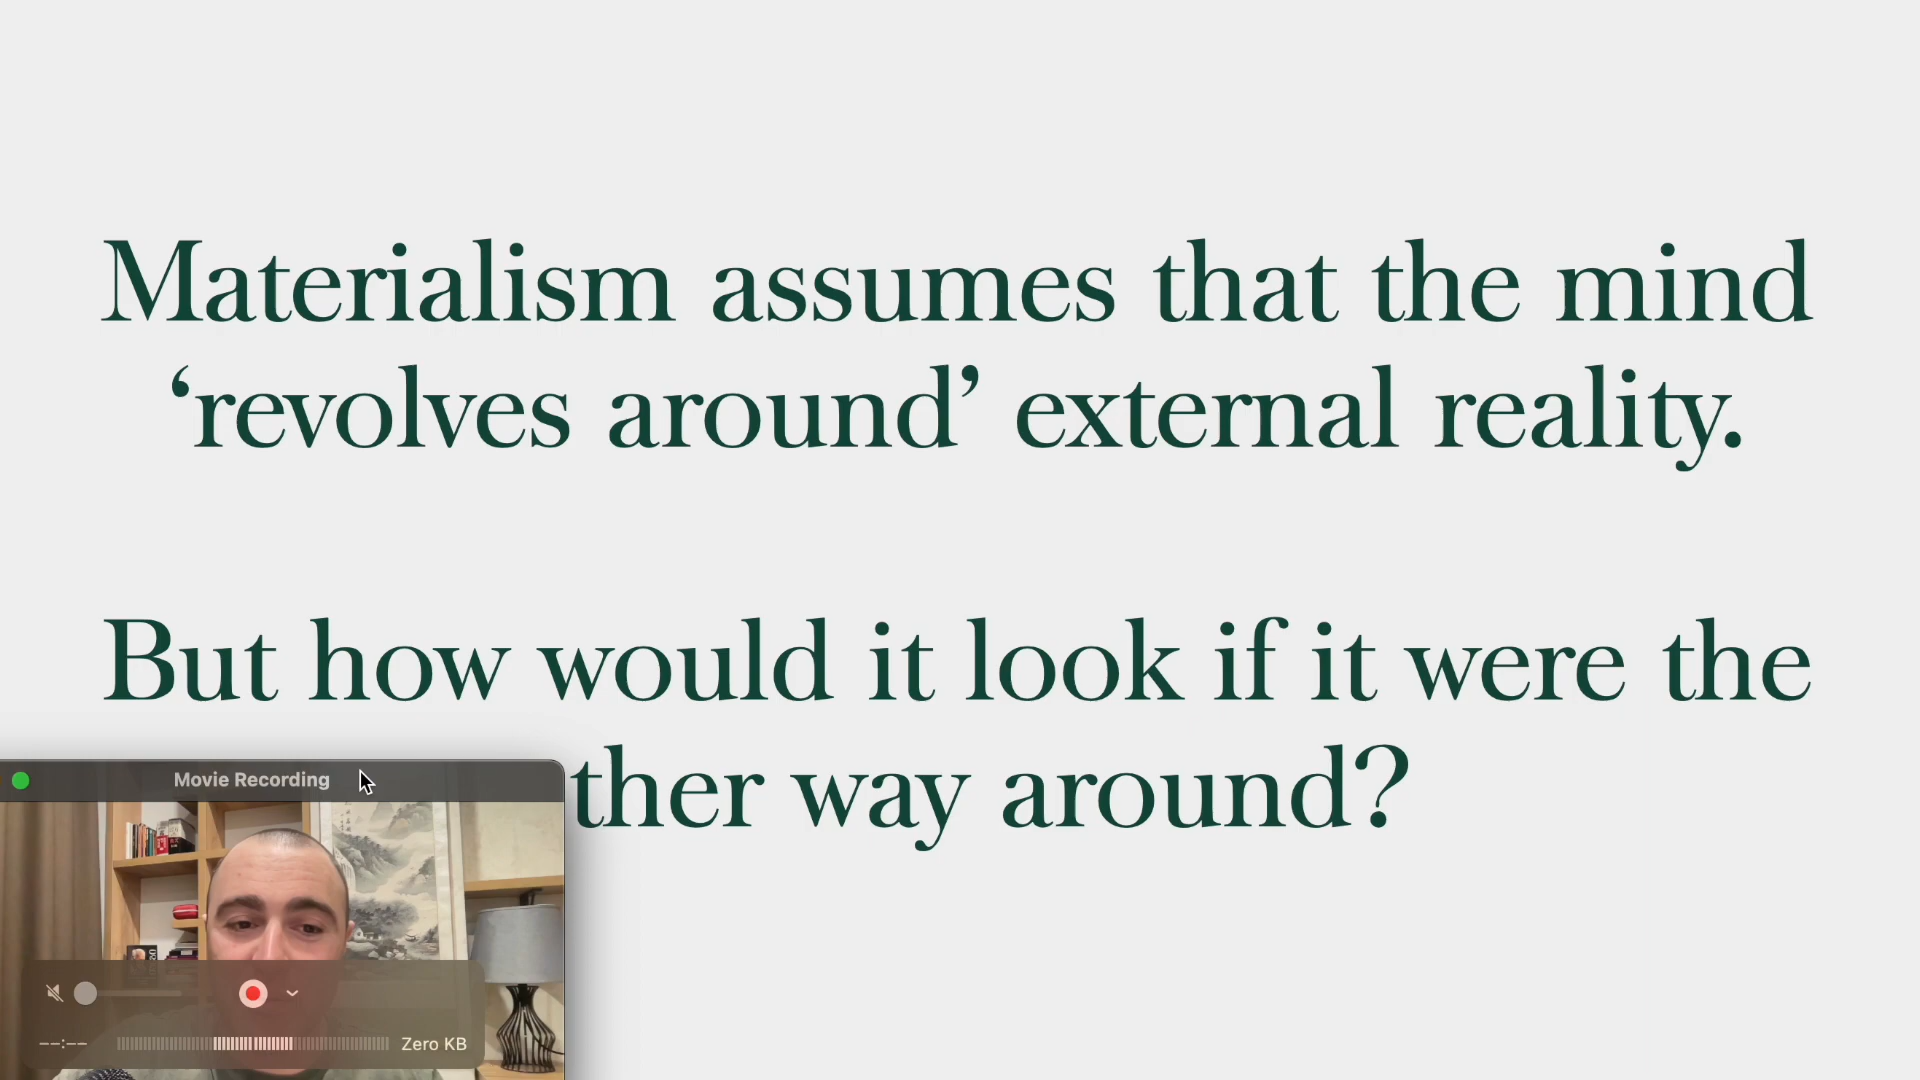 Materialism assumes that the mind
‘revolves around’ external reality.
But how would it look if it were the
ther way around?
Movie Recording
--:--
Zero KB